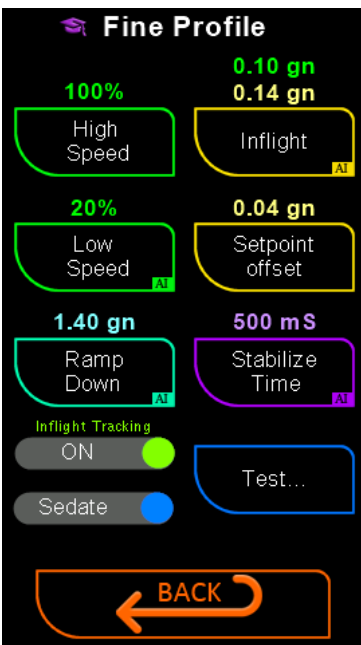 Fine Profile
0.10 gn
100%
0.14 gn
High
Speed
Inflight
AI
20%
0.04 gn
Low
Speed
AI
Setpoint
offset
1.40 gn
500 mS
Ramp
Down
AI
Stabilize
Time
AI
Inflight Tracking
ON
Sedate
Test...
BACK